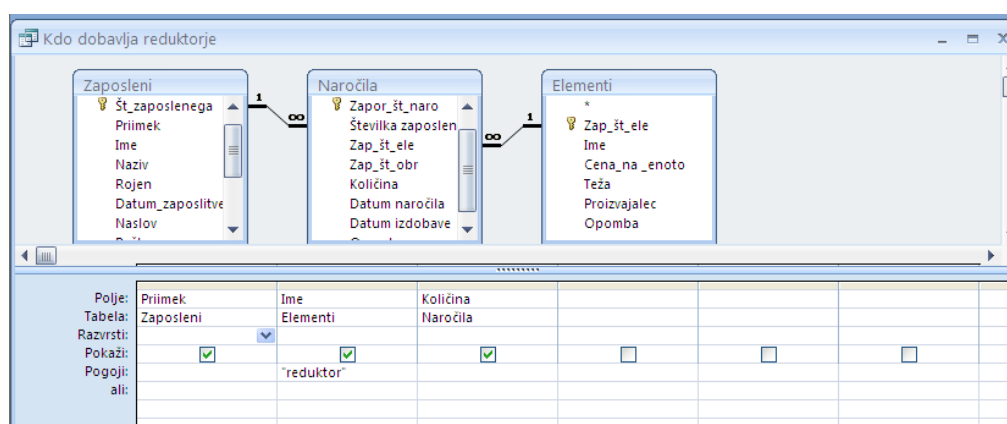 Kdo dobavlja reduktorje
Zaposleni
Št_zaposlenega
Priimek
Ime
Naziv
Rojen
Datum_zaposlitve
Naslov
1
∞
Naročila
Zapor_št_naro
Številka zaposlen
Zap_št_ele
Zap_št_obr
Količina
Datum naročila
Datum izdobave
∞
1
Elementi
*
Zap_št_ele
Ime
Cena_na _enoto
Teža
Proizvajalec
Opomba
Polje: Priimek Ime Količina
Tabela: Zaposleni Elementi Naročila
Razvrsti:
Pokaži:
Pogoji: "reduktor"
ali: